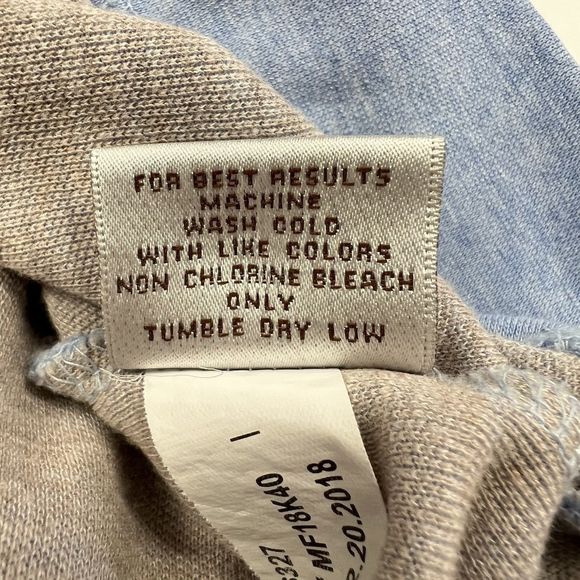 FOR BEST RESULTS
MACHINE
WASH COLD
WITH LIKE COLORS
NON CHLORINE BLEACH
ONLY
TUMBLE DRY LOW
I
MF18K40
.20.2018